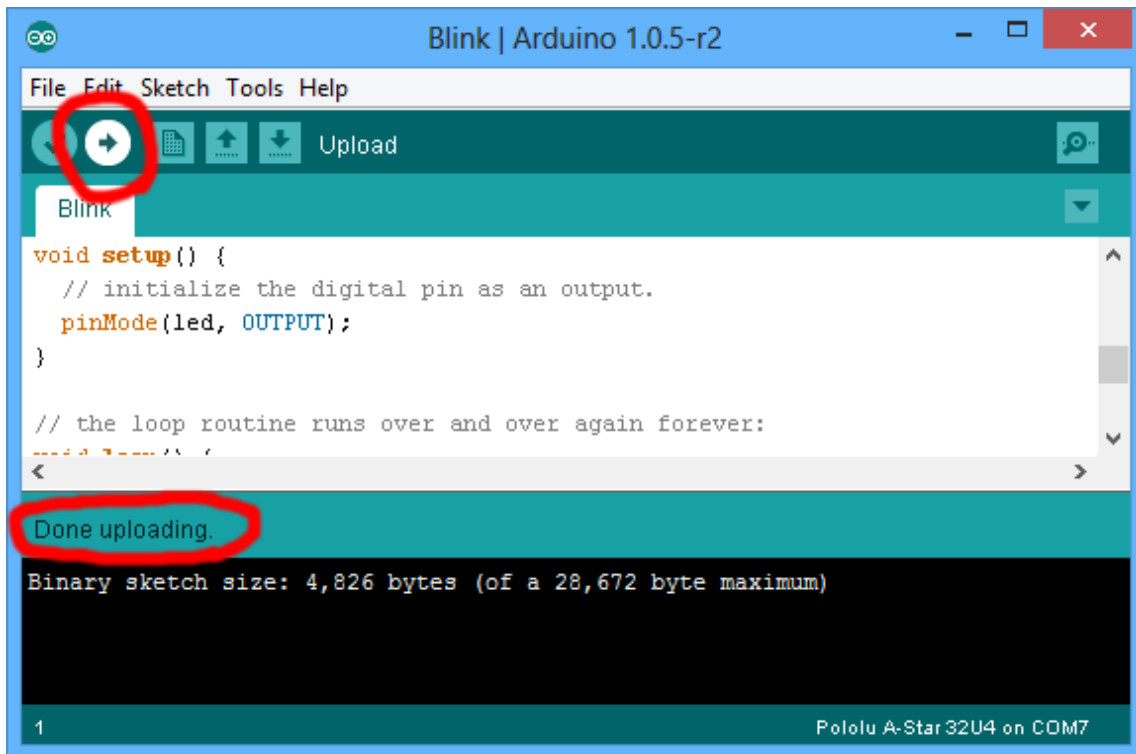 Blink | Arduino 1.0.5-r2
File Edit Sketch Tools Help
Upload
Blink
void setup() {
// initialize the digital pin as an output.
pinMode(led, OUTPUT);
}
// the loop routine runs over and over again forever:
Done uploading.
Binary sketch size: 4,826 bytes (of a 28,672 byte maximum)
1
Pololu A-Star 32U4 on COM7